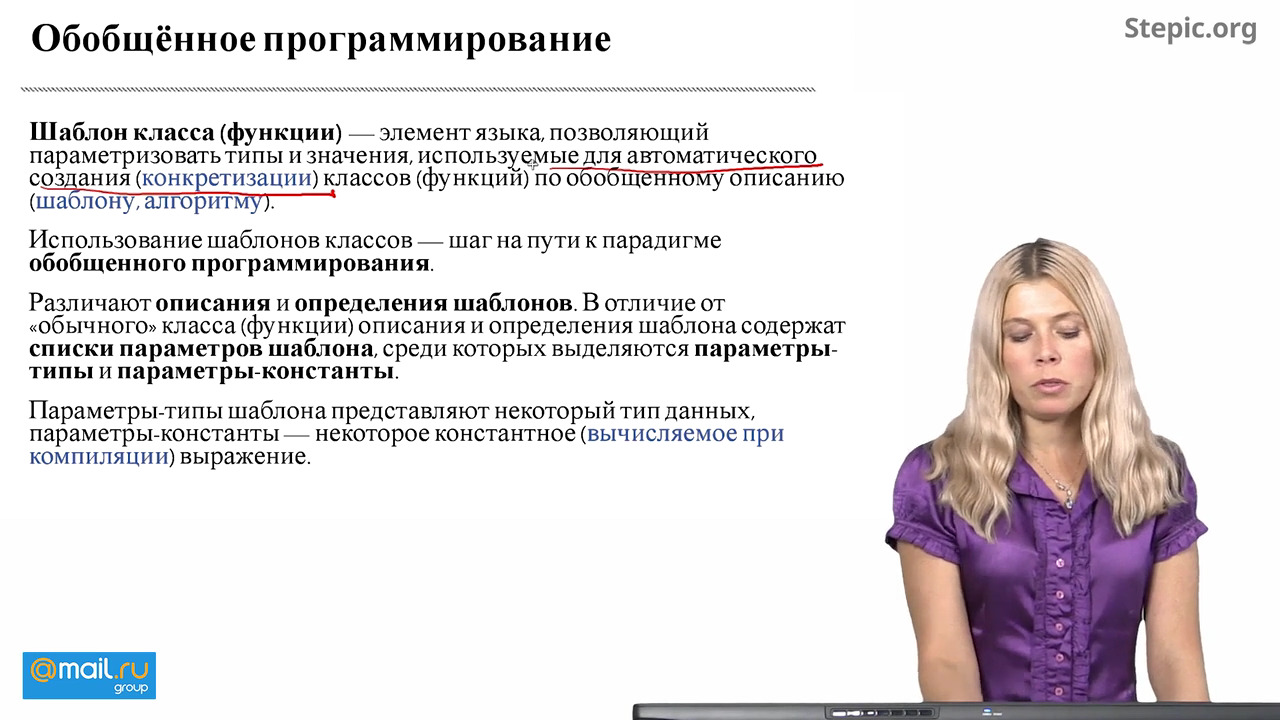 Обобщённое программирование
Stepic.org
Шаблон класса (функции) — элемент языка, позволяющий
параметризовать типы и значения, используемые для автоматического
создания (конкретизации) классов (функций) по обобщенному описанию
(шаблону, алгоритму).
Использование шаблонов классов — шаг на пути к парадигме
обобщенного программирования.
Различают описания и определения шаблонов. В отличие от
«обычного» класса (функции) описания и определения шаблона содержат
списки параметров шаблона, среди которых выделяются параметры-
типы и параметры-константы.
Параметры-типы шаблона представляют некоторый тип данных,
параметры-константы — некоторое константное (вычисляемое при
компиляции) выражение.
@mail.ru
group